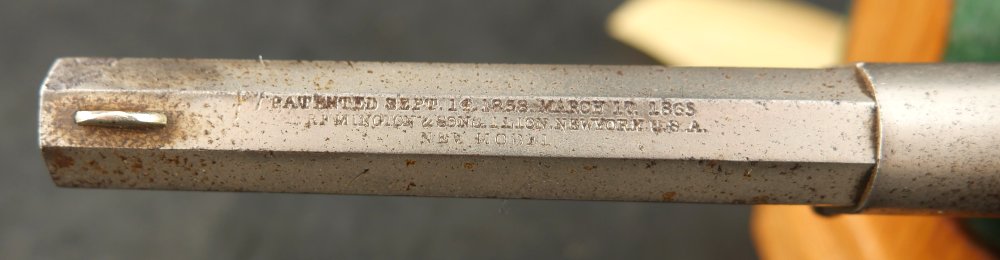 PATENTED SEPT. 14. 1858. MARCH 17. 1863
REMINGTON & SONS. ILION. NEW YORK. U.S.A.
NEW MODEL